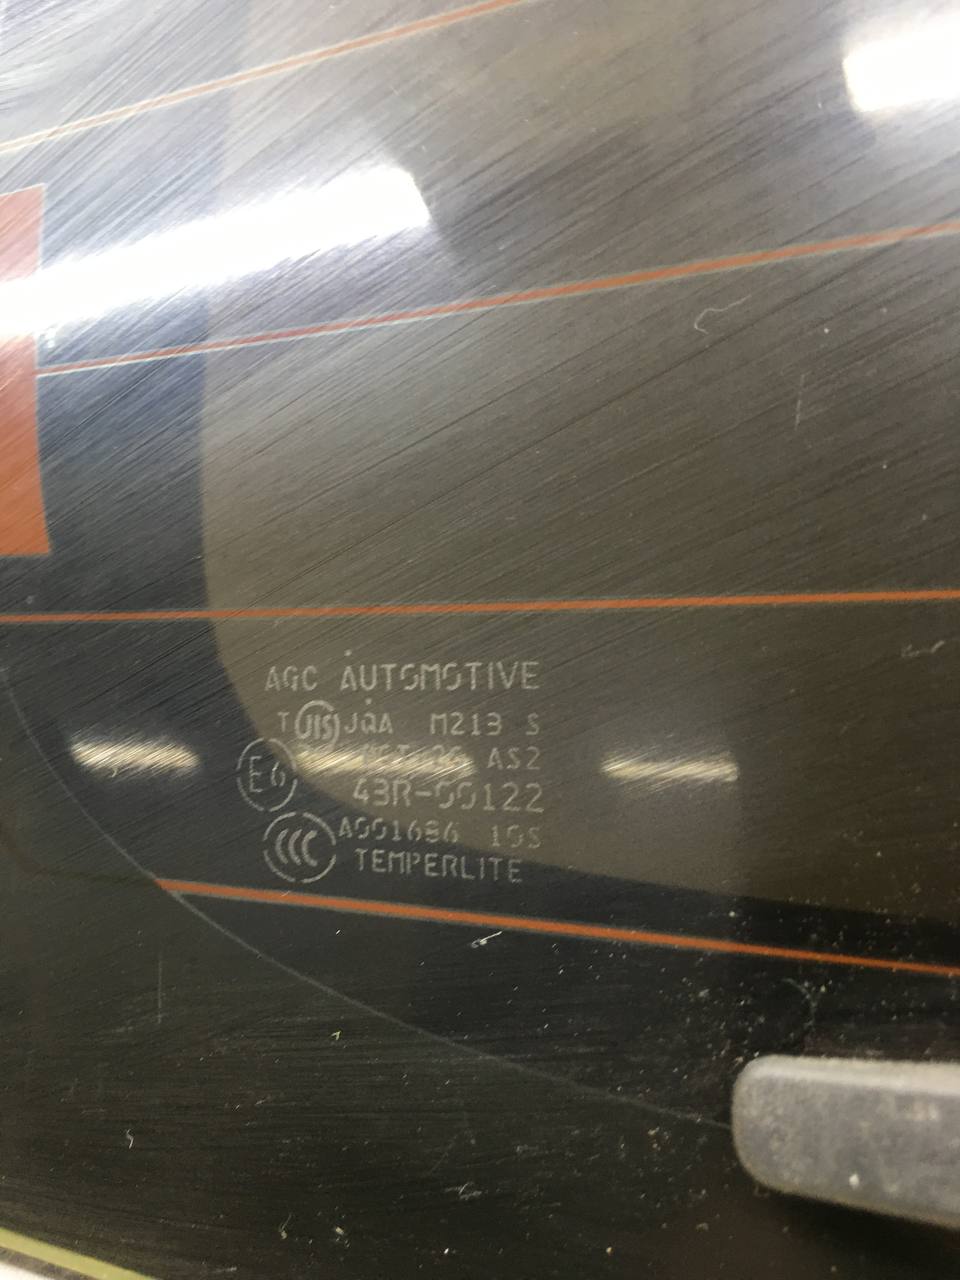 AGC AUTOMOTIVE
T JIS JQA M213 S
AS2
E6
43R-00122
CCC A001686 10S
TEMPERLITE